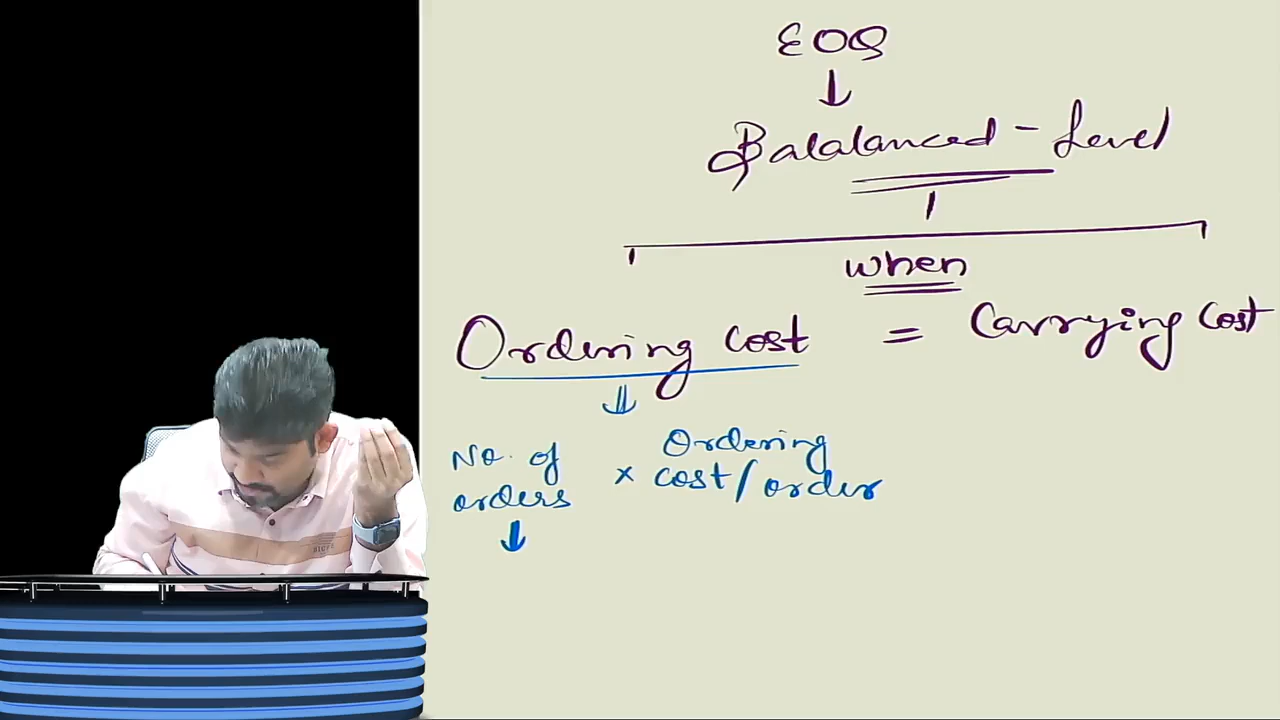 EOQ
↓
Balalanced - Level
when
Ordering cost = Carrying cost
↓
No. of orders × Ordering cost/order
↓